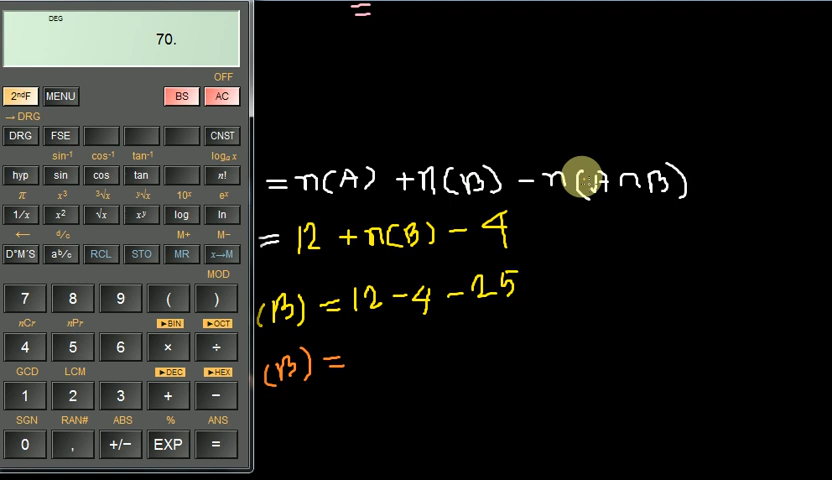 DEG
70.
=
OFF
2ndF MENU BS AC
→ DRG
DRG FSE CNST
sin⁻¹ cos⁻¹ tan⁻¹ logₐ x
hyp sin cos tan n!
= n(A) + n(B) - n(A∩B)
π x³ ³√x ʸ√x 10ˣ eˣ
1/x x² √x xʸ log ln
← d/c M+ M−
D°M'S aᵇ/c RCL STO MR x→M
= 12 + n(B) - 4
MOD
7 8 9 ( )
(B) = 12 - 4 - 25
nCr nPr ▶BIN ▶OCT
4 5 6 × ÷
GCD LCM ▶DEC ▶HEX
(B) =
1 2 3 + −
SGN RAN# ABS % ANS
0 , +/− EXP =